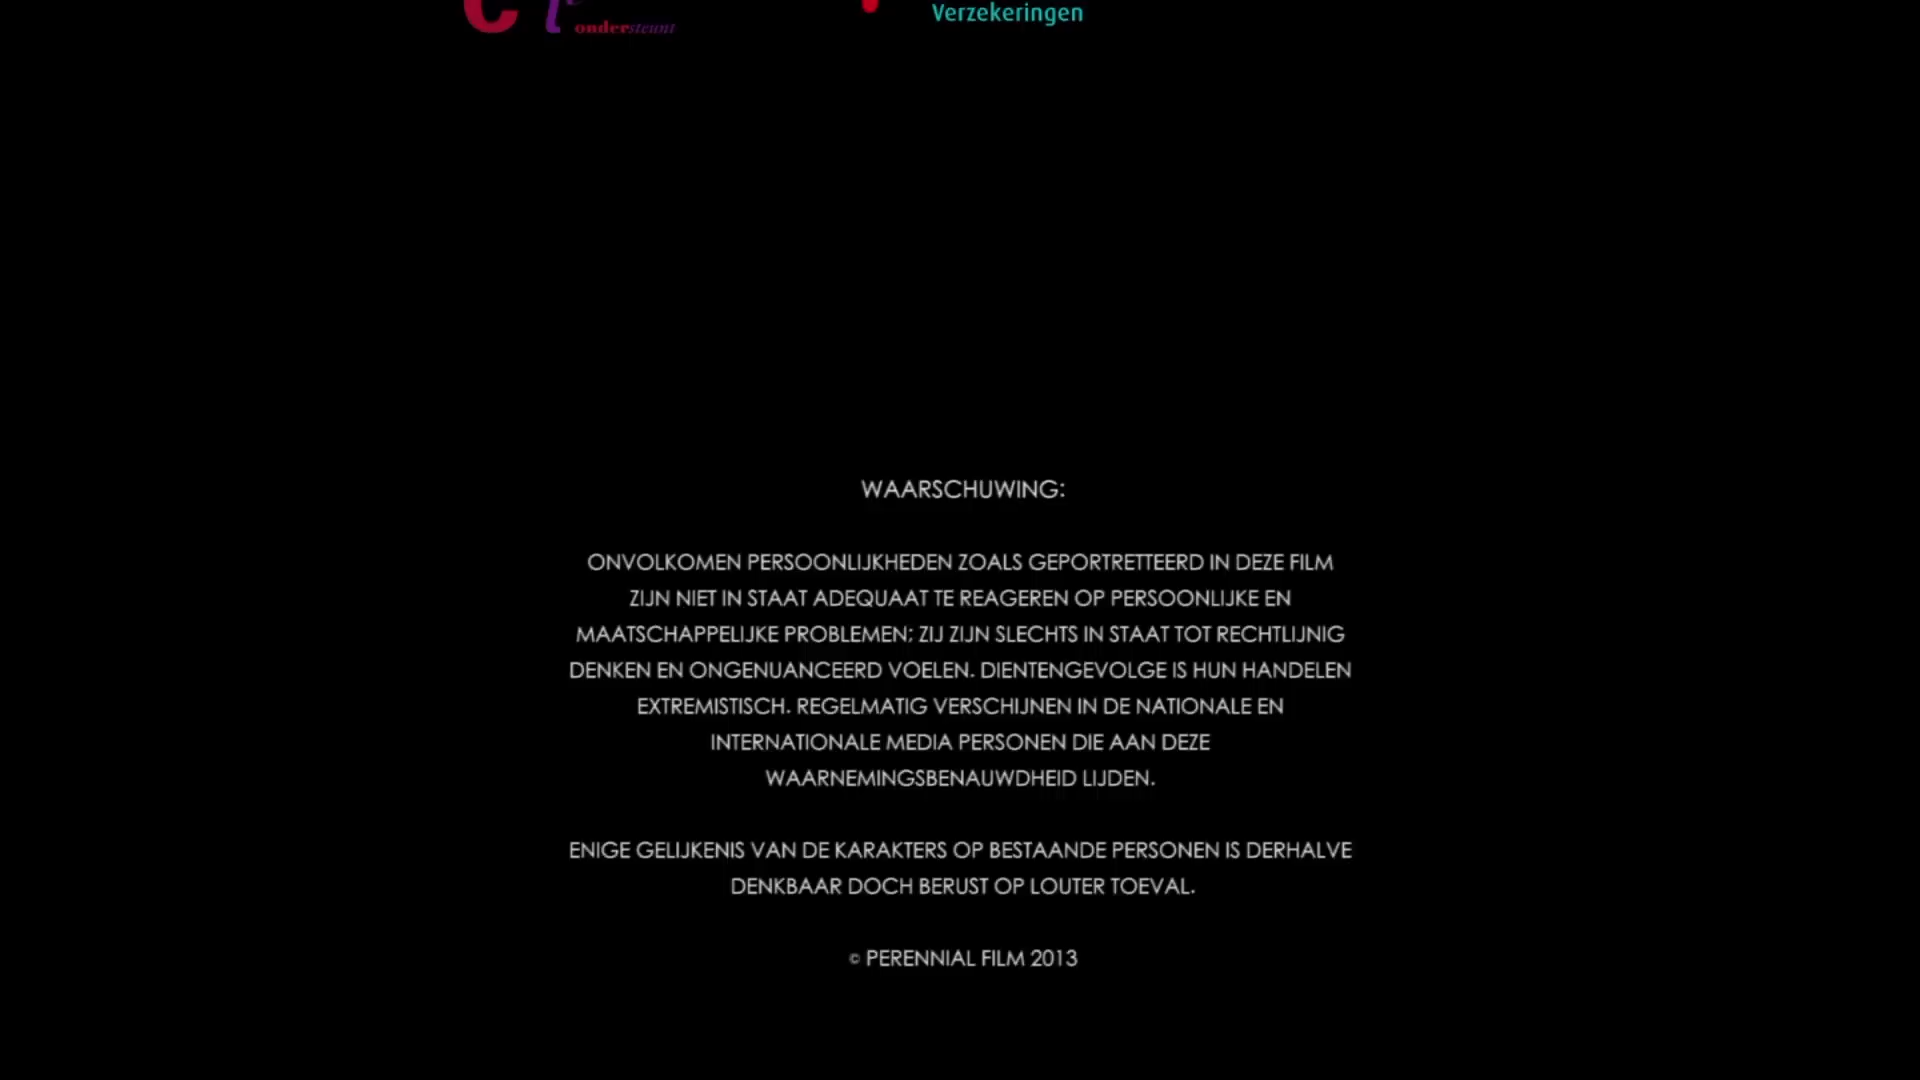 ondersteunt
Verzekeringen
WAARSCHUWING:
ONVOLKOMEN PERSOONLIJKHEDEN ZOALS GEPORTRETTEERD IN DEZE FILM
ZIJN NIET IN STAAT ADEQUAAT TE REAGEREN OP PERSOONLIJKE EN
MAATSCHAPPELIJKE PROBLEMEN; ZIJ ZIJN SLECHTS IN STAAT TOT RECHTLIJNIG
DENKEN EN ONGENUANCEERD VOELEN. DIENTENGEVOLGE IS HUN HANDELEN
EXTREMISTISCH. REGELMATIG VERSCHIJNEN IN DE NATIONALE EN
INTERNATIONALE MEDIA PERSONEN DIE AAN DEZE
WAARNEMINGSBENAUWDHEID LIJDEN.
ENIGE GELIJKENIS VAN DE KARAKTERS OP BESTAANDE PERSONEN IS DERHALVE
DENKBAAR DOCH BERUST OP LOUTER TOEVAL.
© PERENNIAL FILM 2013